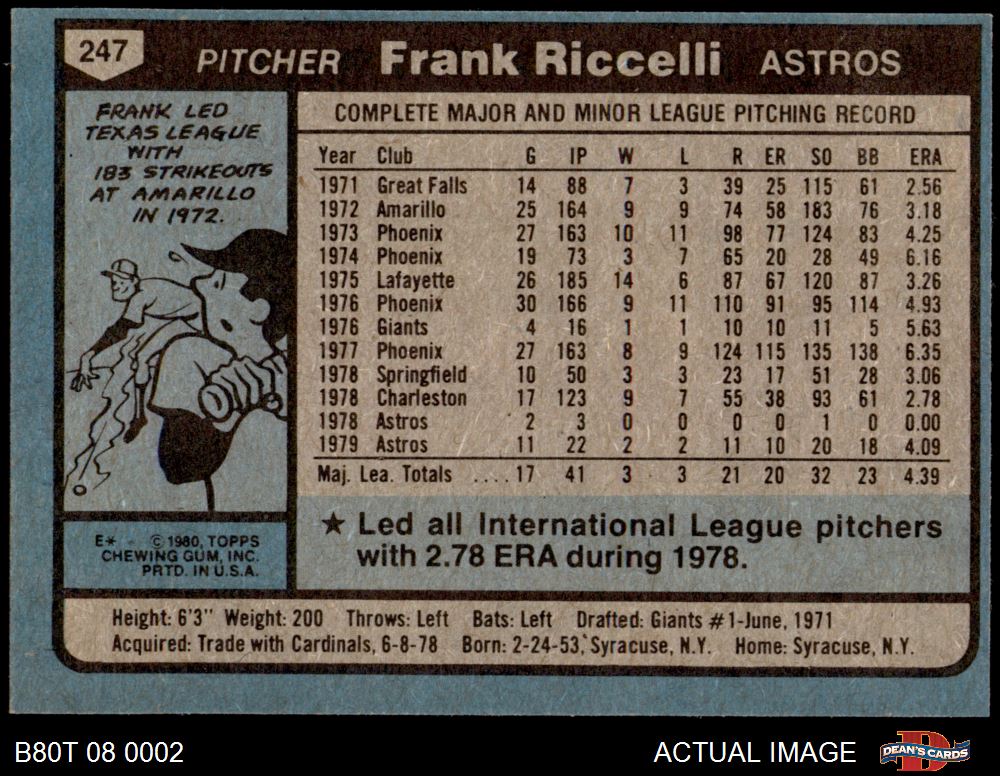 247 PITCHER Frank Riccelli ASTROS
FRANK LED
TEXAS LEAGUE
WITH
183 STRIKEOUTS
AT AMARILLO
IN 1972.
E* © 1980, TOPPS
CHEWING GUM, INC.
PRTD. IN U.S.A.
COMPLETE MAJOR AND MINOR LEAGUE PITCHING RECORD
Year Club G IP W L R ER SO BB ERA
1971 Great Falls 14 88 7 3 39 25 115 61 2.56
1972 Amarillo 25 164 9 9 74 58 183 76 3.18
1973 Phoenix 27 163 10 11 98 77 124 83 4.25
1974 Phoenix 19 73 3 7 65 20 28 49 6.16
1975 Lafayette 26 185 14 6 87 67 120 87 3.26
1976 Phoenix 30 166 9 11 110 91 95 114 4.93
1976 Giants 4 16 1 1 10 10 11 5 5.63
1977 Phoenix 27 163 8 9 124 115 135 138 6.35
1978 Springfield 10 50 3 3 23 17 51 28 3.06
1978 Charleston 17 123 9 7 55 38 93 61 2.78
1978 Astros 2 3 0 0 0 0 1 0 0.00
1979 Astros 11 22 2 2 11 10 20 18 4.09
Maj. Lea. Totals ....17 41 3 3 21 20 32 23 4.39
★ Led all International League pitchers
with 2.78 ERA during 1978.
Height: 6'3" Weight: 200 Throws: Left Bats: Left Drafted: Giants #1-June, 1971
Acquired: Trade with Cardinals, 6-8-78 Born: 2-24-53, Syracuse, N.Y. Home: Syracuse, N.Y.
B80T 08 0002 ACTUAL IMAGE DEAN'S CARDS